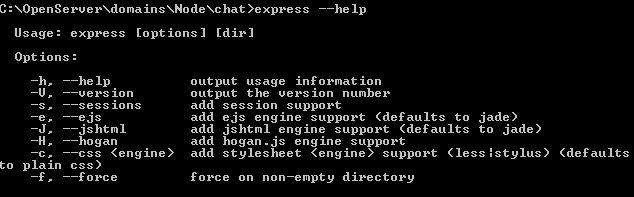 C:\OpenServer\domains\Node\chat>express --help
Usage: express [options] [dir]
Options:
-h, --help output usage information
-V, --version output the version number
-s, --sessions add session support
-e, --ejs add ejs engine support (defaults to jade)
-J, --jshtml add jshtml engine support (defaults to jade)
-H, --hogan add hogan.js engine support
-c, --css <engine> add stylesheet <engine> support (less¦stylus) (defaults
to plain css)
-f, --force force on non-empty directory